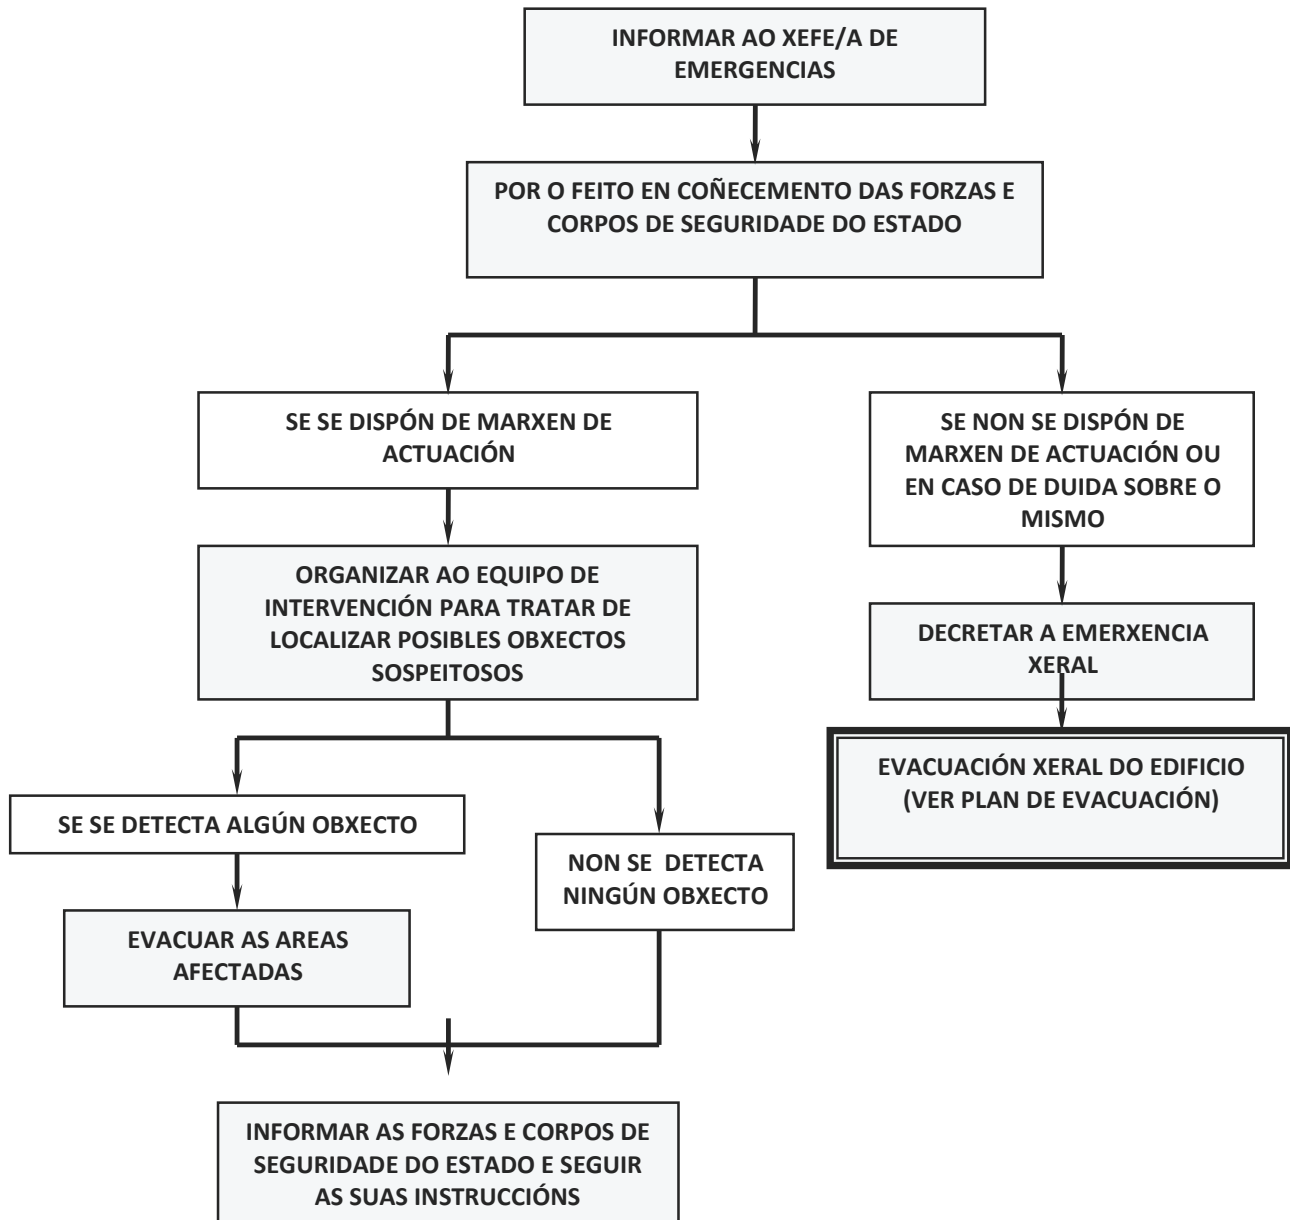 INFORMAR AO XEFE/A DE
EMERGENCIAS
POR O FEITO EN COÑECEMENTO DAS FORZAS E
CORPOS DE SEGURIDADE DO ESTADO
SE SE DISPÓN DE MARXEN DE
ACTUACIÓN
SE NON SE DISPÓN DE
MARXEN DE ACTUACIÓN OU
EN CASO DE DUIDA SOBRE O
MISMO
ORGANIZAR AO EQUIPO DE
INTERVENCIÓN PARA TRATAR DE
LOCALIZAR POSIBLES OBXECTOS
SOSPEITOSOS
DECRETAR A EMERXENCIA
XERAL
EVACUACIÓN XERAL DO EDIFICIO
(VER PLAN DE EVACUACIÓN)
SE SE DETECTA ALGÚN OBXECTO
NON SE DETECTA
NINGÚN OBXECTO
EVACUAR AS AREAS
AFECTADAS
INFORMAR AS FORZAS E CORPOS DE
SEGURIDADE DO ESTADO E SEGUIR
AS SUAS INSTRUCCIÓNS